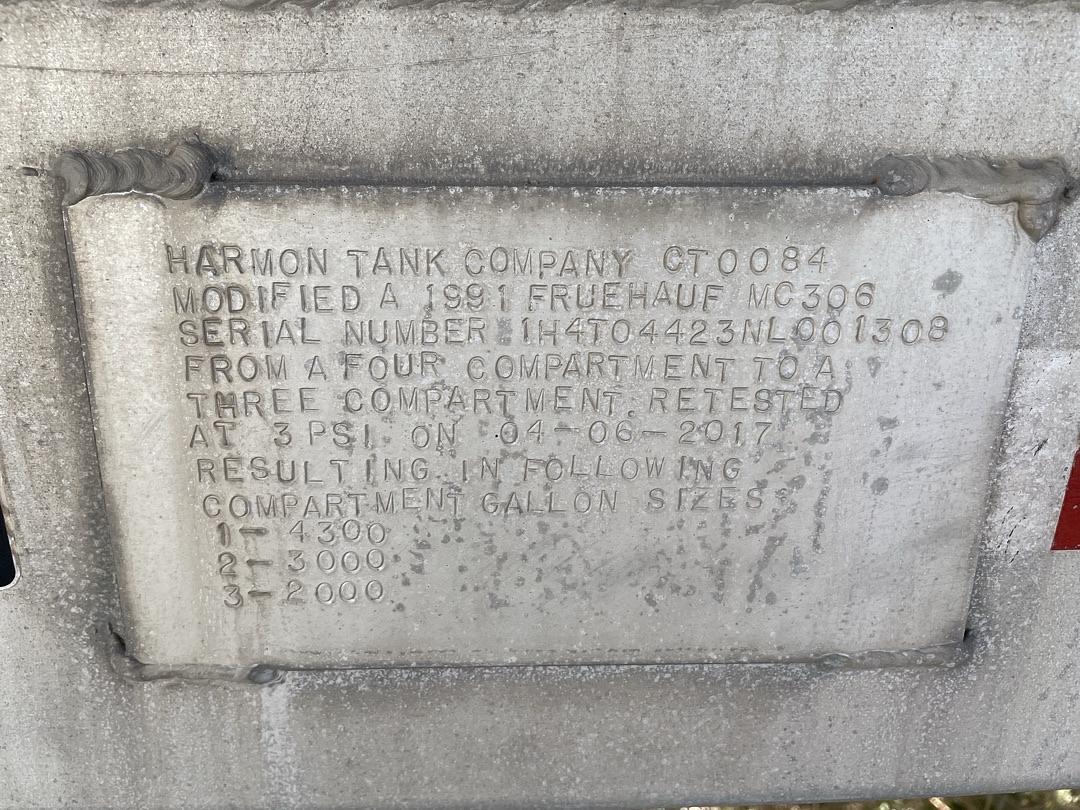 HARMON TANK COMPANY CT0084
MODIFIED A 1991 FRUEHAUF MC306
SERIAL NUMBER 1H4T04423NL001308
FROM A FOUR COMPARTMENT TO A
THREE COMPARTMENT. RETESTED
AT 3 PSI ON 04-06-2017
RESULTING IN FOLLOWING
COMPARTMENT GALLON SIZES
1- 4300
2- 3000
3- 2000